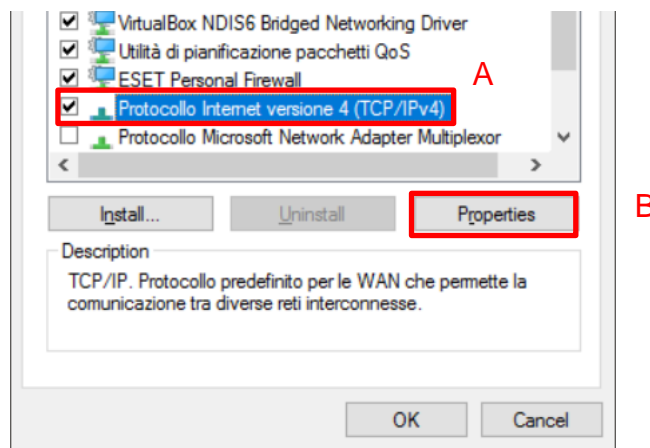 VirtualBox NDIS6 Bridged Networking Driver
Utilità di pianificazione pacchetti QoS
ESET Personal Firewall
A
Protocollo Internet versione 4 (TCP/IPv4)
Protocollo Microsoft Network Adapter Multiplexor
Install... Uninstall Properties
B
Description
TCP/IP. Protocollo predefinito per le WAN che permette la
comunicazione tra diverse reti interconnesse.
OK Cancel